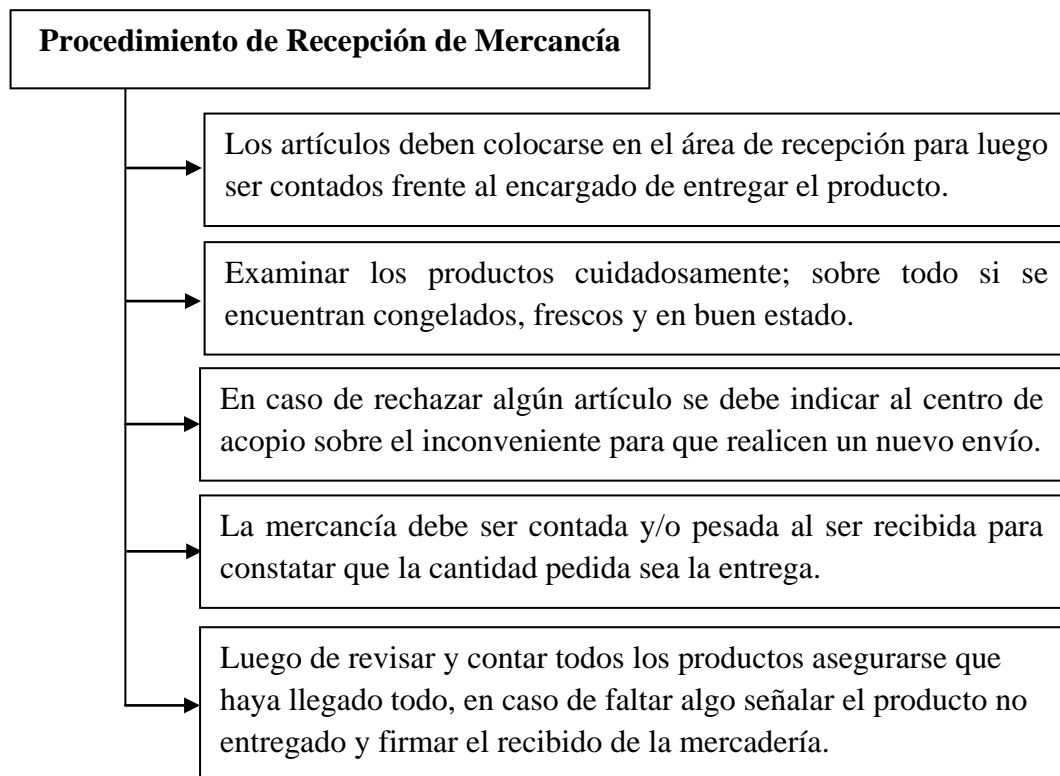 Procedimiento de Recepción de Mercancía
Los artículos deben colocarse en el área de recepción para luego
ser contados frente al encargado de entregar el producto.
Examinar los productos cuidadosamente; sobre todo si se
encuentran congelados, frescos y en buen estado.
En caso de rechazar algún artículo se debe indicar al centro de
acopio sobre el inconveniente para que realicen un nuevo envío.
La mercancía debe ser contada y/o pesada al ser recibida para
constatar que la cantidad pedida sea la entrega.
Luego de revisar y contar todos los productos asegurarse que
haya llegado todo, en caso de faltar algo señalar el producto no
entregado y firmar el recibido de la mercadería.